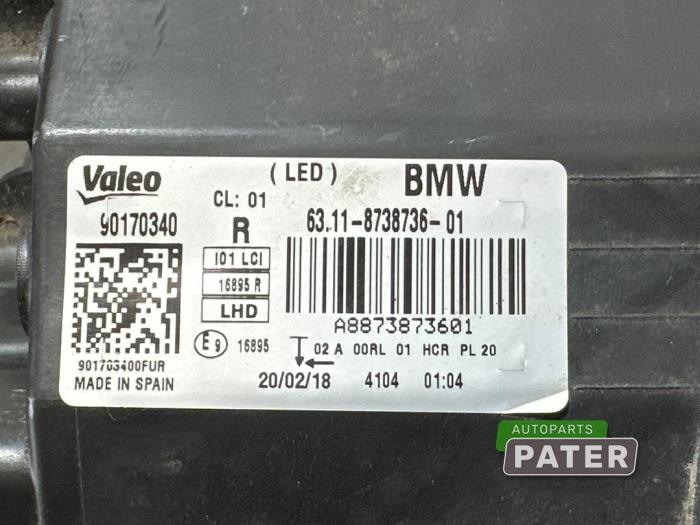 Valeo
(LED)
BMW
CL: 01
90170340
R
63.11-8738736-01
I01 LCI
16895 R
LHD
A8873873601
E9 16895
02 A 00RL 01 HCR PL 20
901703400FUR
MADE IN SPAIN
20/02/18 4104 01:04
AUTOPARTS
PATER